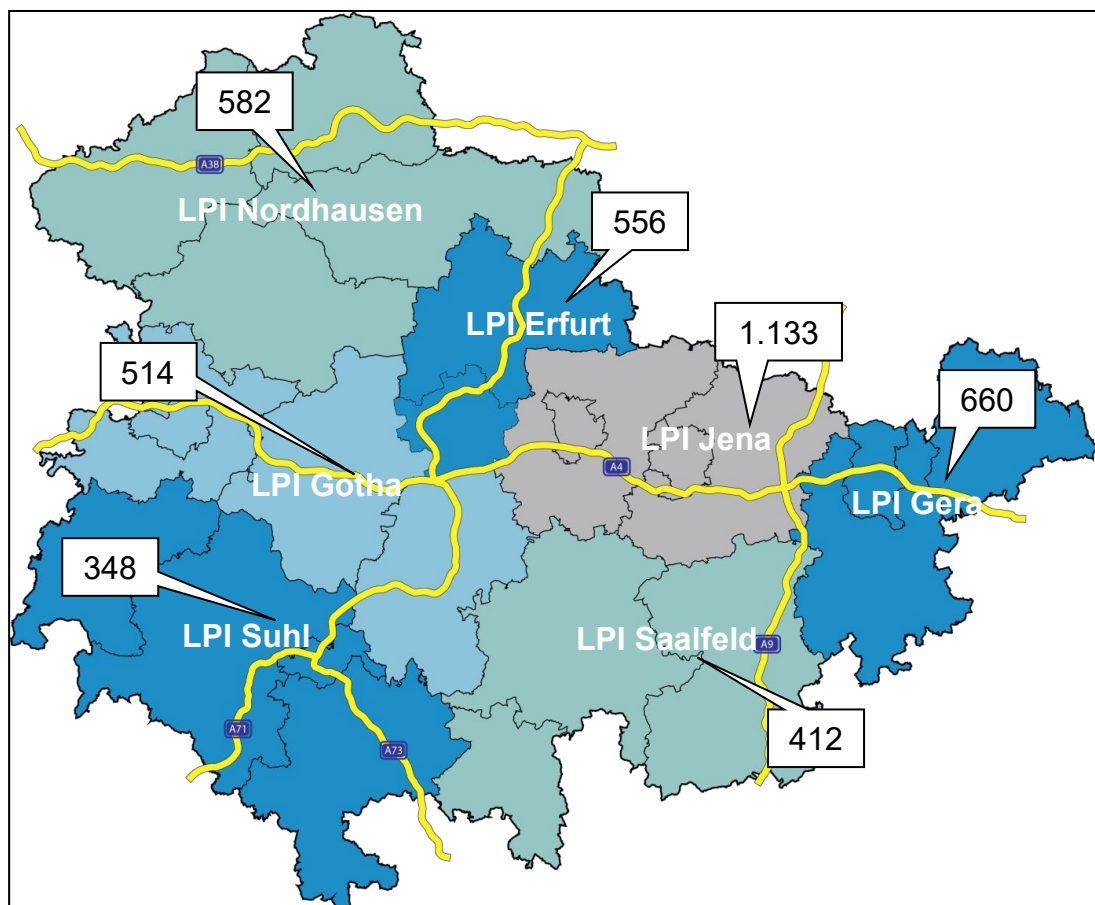 582
A38
LPI Nordhausen
556
LPI Erfurt
1.133
514
660
LPI Jena
A4
LPI Gotha
LPI Gera
348
LPI Suhl
LPI Saalfeld
A9
A71
412
A73